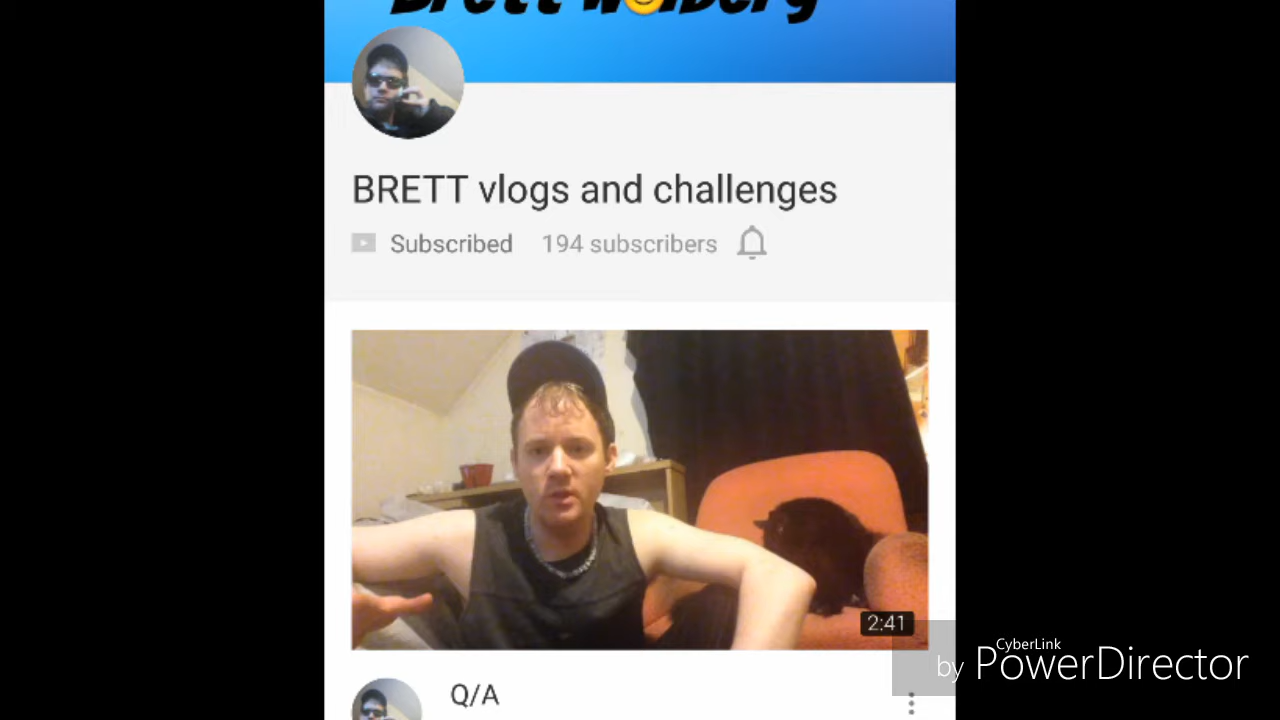 BRETT vlogs and challenges
Subscribed 194 subscribers
2:41
CyberLink
by PowerDirector
Q/A